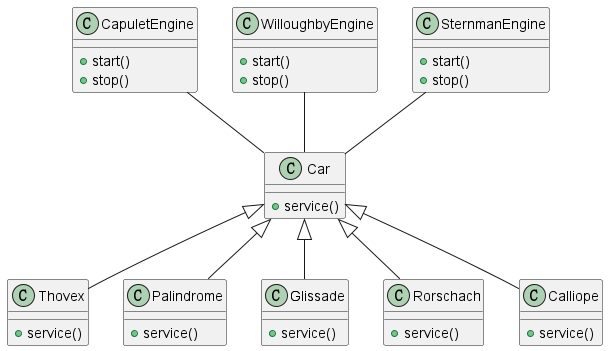 C CapuletEngine
start()
stop()
C WilloughbyEngine
start()
stop()
C SternmanEngine
start()
stop()
C Car
service()
C Thovex
service()
C Palindrome
service()
C Glissade
service()
C Rorschach
service()
C Calliope
service()